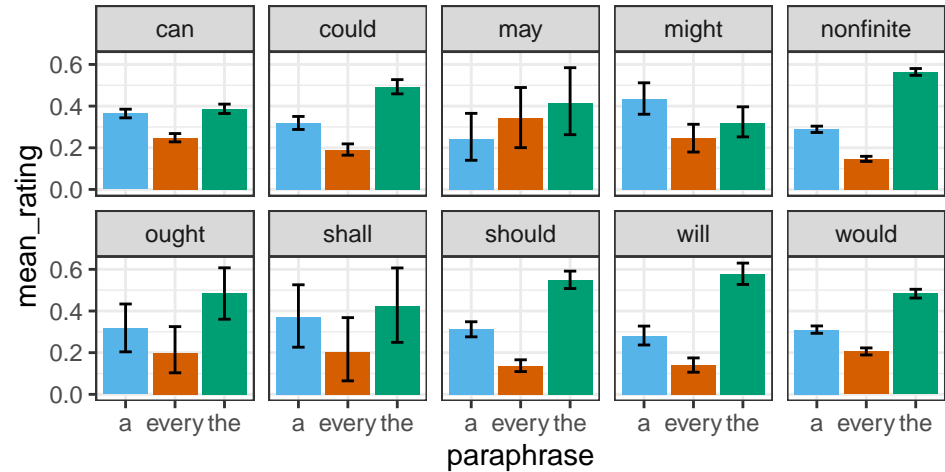 can could may might nonfinite
0.6
0.4
0.2
0.0
ought shall should will would
0.6
0.4
0.2
0.0
a every the a every the a every the a every the a every the
paraphrase
mean_rating